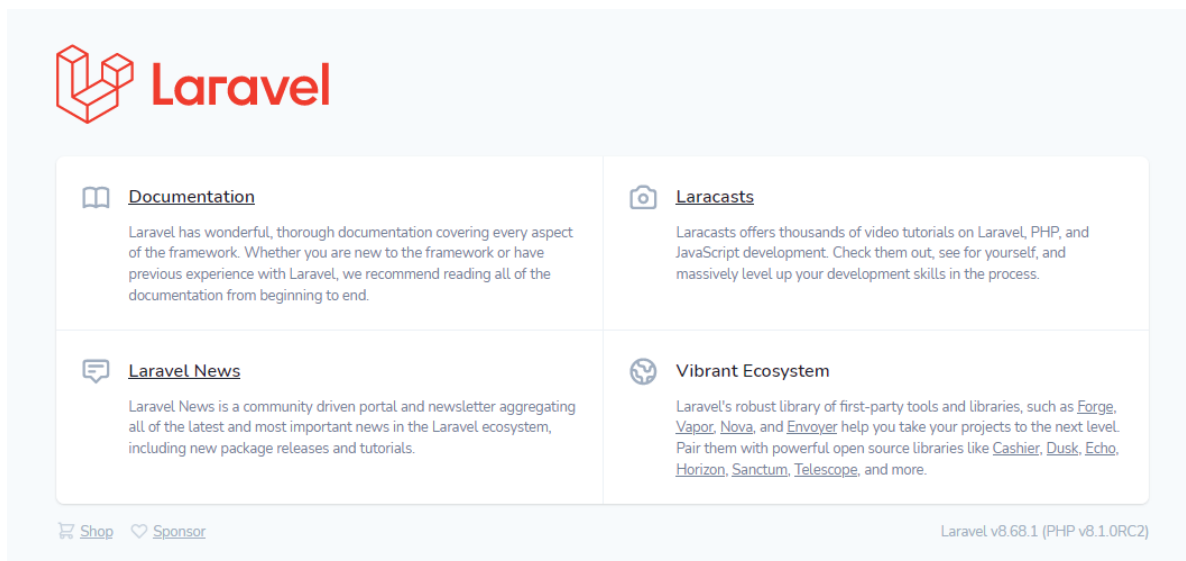 Laravel
Documentation
Laravel has wonderful, thorough documentation covering every aspect
of the framework. Whether you are new to the framework or have
previous experience with Laravel, we recommend reading all of the
documentation from beginning to end.
Laracasts
Laracasts offers thousands of video tutorials on Laravel, PHP, and
JavaScript development. Check them out, see for yourself, and
massively level up your development skills in the process.
Laravel News
Laravel News is a community driven portal and newsletter aggregating
all of the latest and most important news in the Laravel ecosystem,
including new package releases and tutorials.
Vibrant Ecosystem
Laravel's robust library of first-party tools and libraries, such as Forge,
Vapor, Nova, and Envoyer help you take your projects to the next level.
Pair them with powerful open source libraries like Cashier, Dusk, Echo,
Horizon, Sanctum, Telescope, and more.
Shop Sponsor
Laravel v8.68.1 (PHP v8.1.0RC2)